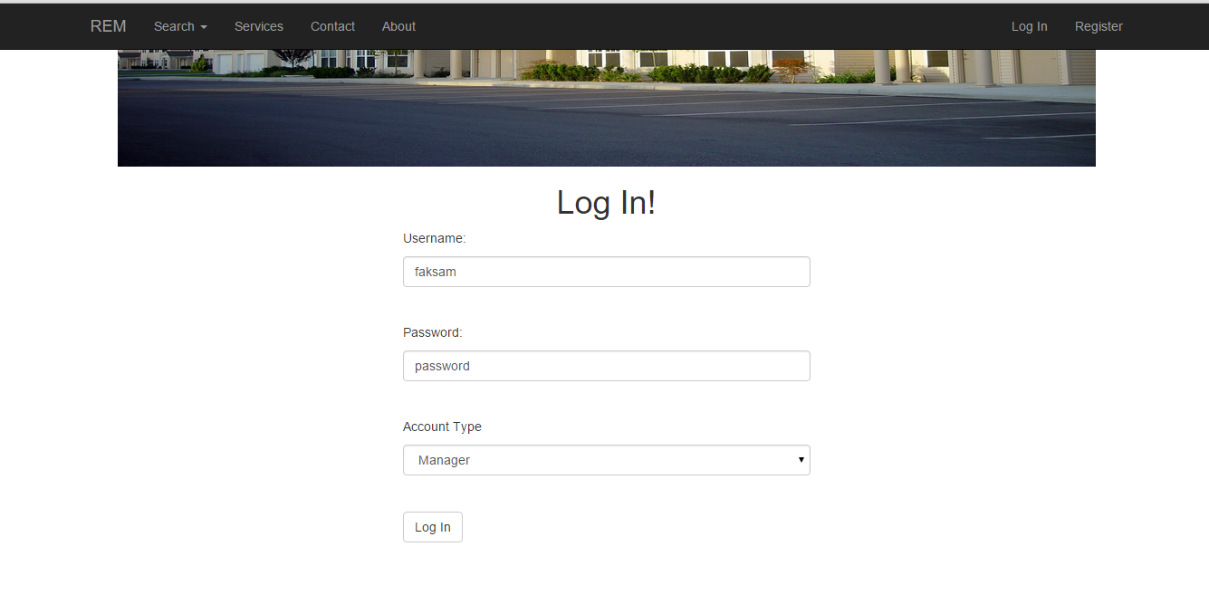 REM Search Services Contact About Log In Register
Log In!
Username:
faksam
Password:
password
Account Type
Manager
Log In